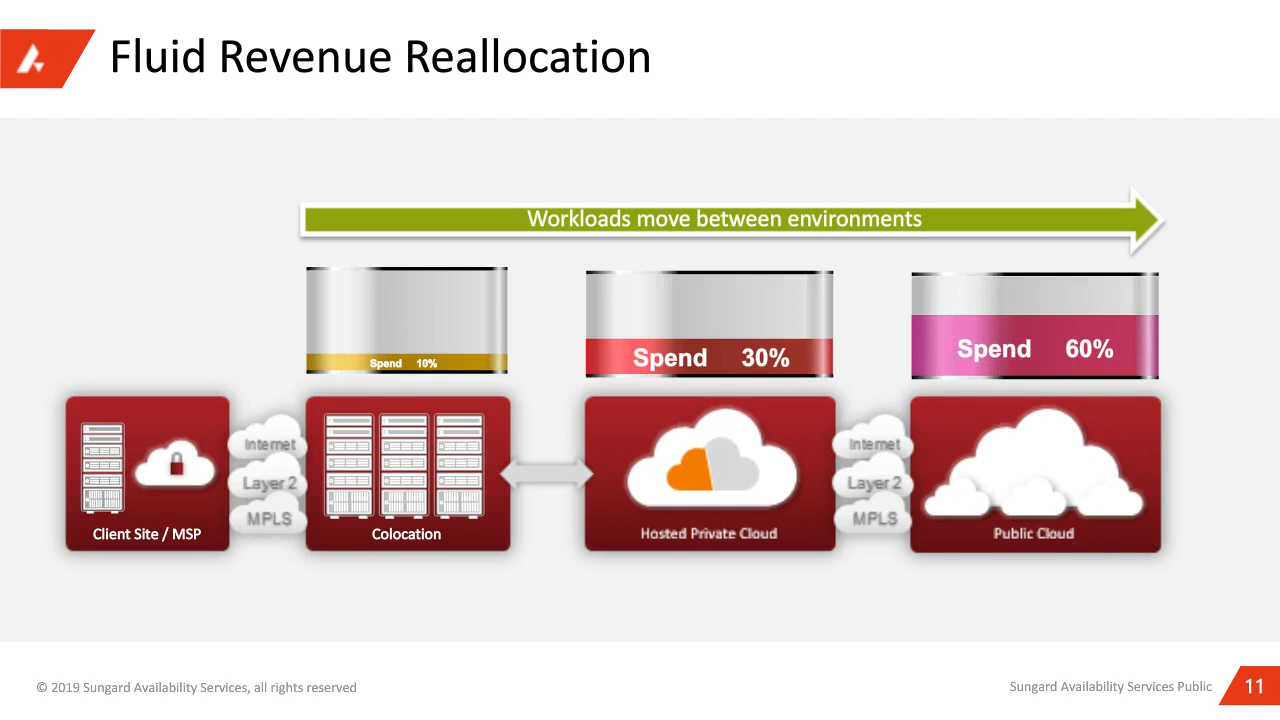 Fluid Revenue Reallocation
Workloads move between environments
Spend 10%
Spend 30%
Spend 60%
Internet
Layer 2
MPLS
Internet
Layer 2
MPLS
Client Site / MSP
Colocation
Hosted Private Cloud
Public Cloud
© 2019 Sungard Availability Services, all rights reserved
Sungard Availability Services Public
11